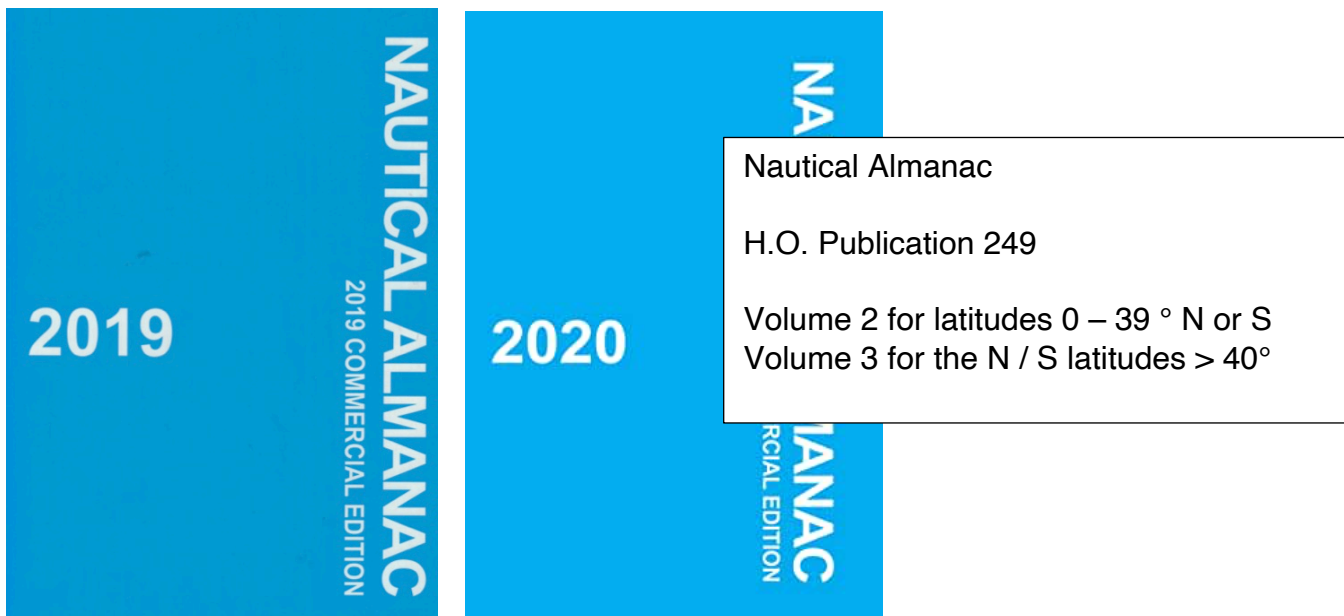 2019
NAUTICAL ALMANAC
2019 COMMERCIAL EDITION
2020
NA
MANAC
RCIAL EDITION
Nautical Almanac
H.O. Publication 249
Volume 2 for latitudes 0 – 39 ° N or S
Volume 3 for the N / S latitudes > 40°